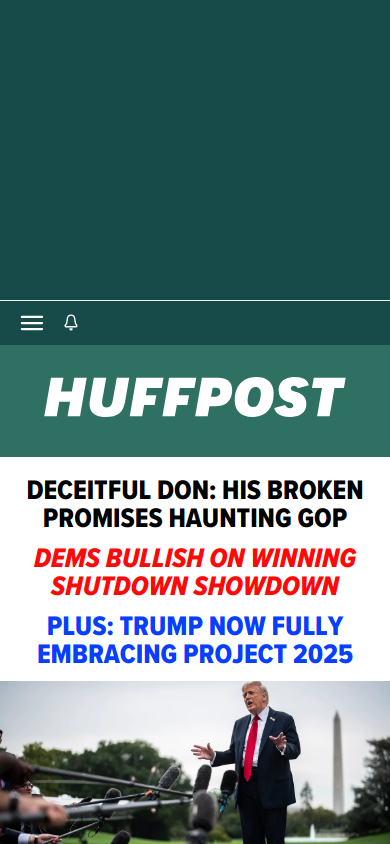 HUFFPOST
DECEITFUL DON: HIS BROKEN
PROMISES HAUNTING GOP
DEMS BULLISH ON WINNING
SHUTDOWN SHOWDOWN
PLUS: TRUMP NOW FULLY
EMBRACING PROJECT 2025